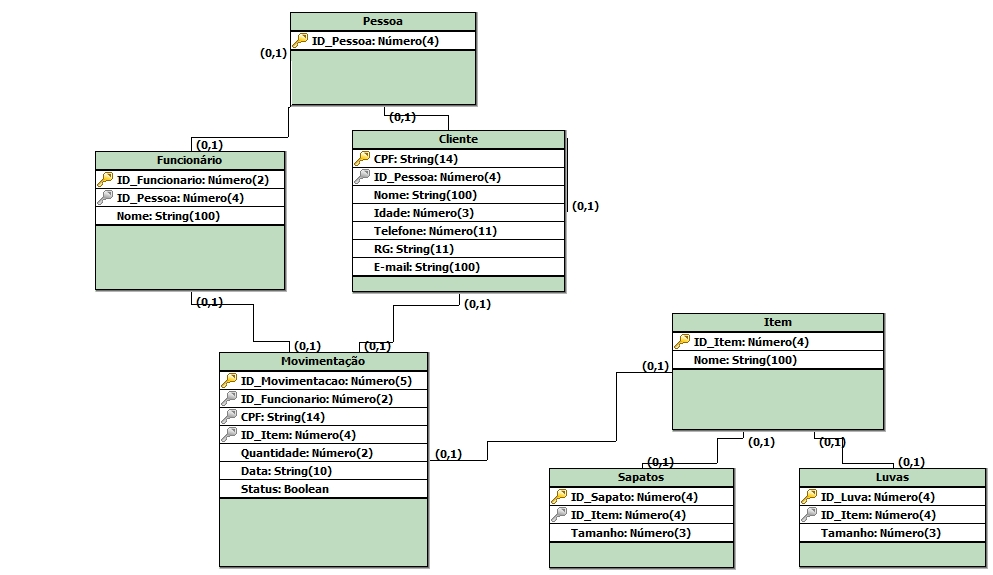 Pessoa
ID_Pessoa: Número(4)
(0,1)
(0,1)
(0,1)
Funcionário
ID_Funcionario: Número(2)
ID_Pessoa: Número(4)
Nome: String(100)
(0,1)
Cliente
CPF: String(14)
ID_Pessoa: Número(4)
Nome: String(100)
Idade: Número(3)
Telefone: Número(11)
RG: String(11)
E-mail: String(100)
(0,1)
(0,1)
(0,1)
(0,1)
Movimentação
ID_Movimentacao: Número(5)
ID_Funcionario: Número(2)
CPF: String(14)
ID_Item: Número(4)
Quantidade: Número(2)
Data: String(10)
Status: Boolean
(0,1)
Item
ID_Item: Número(4)
Nome: String(100)
(0,1)
(0,1)
(0,1)
(0,1)
Sapatos
ID_Sapato: Número(4)
ID_Item: Número(4)
Tamanho: Número(3)
(0,1)
Luvas
ID_Luva: Número(4)
ID_Item: Número(4)
Tamanho: Número(3)